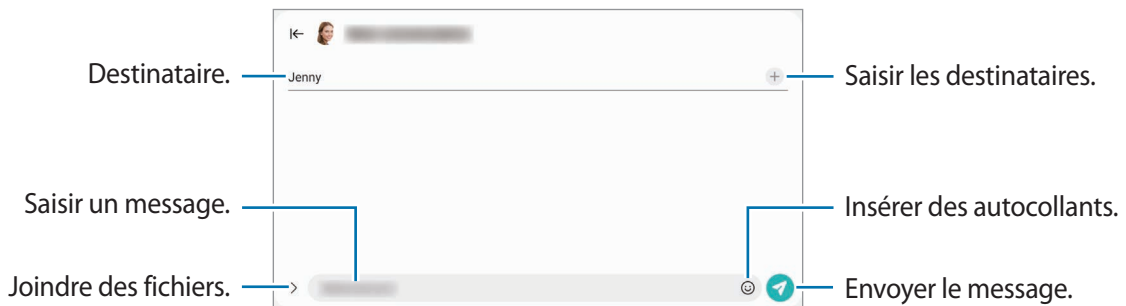 Destinataire.
Jenny
Saisir les destinataires.
Saisir un message.
Insérer des autocollants.
Joindre des fichiers.
Envoyer le message.